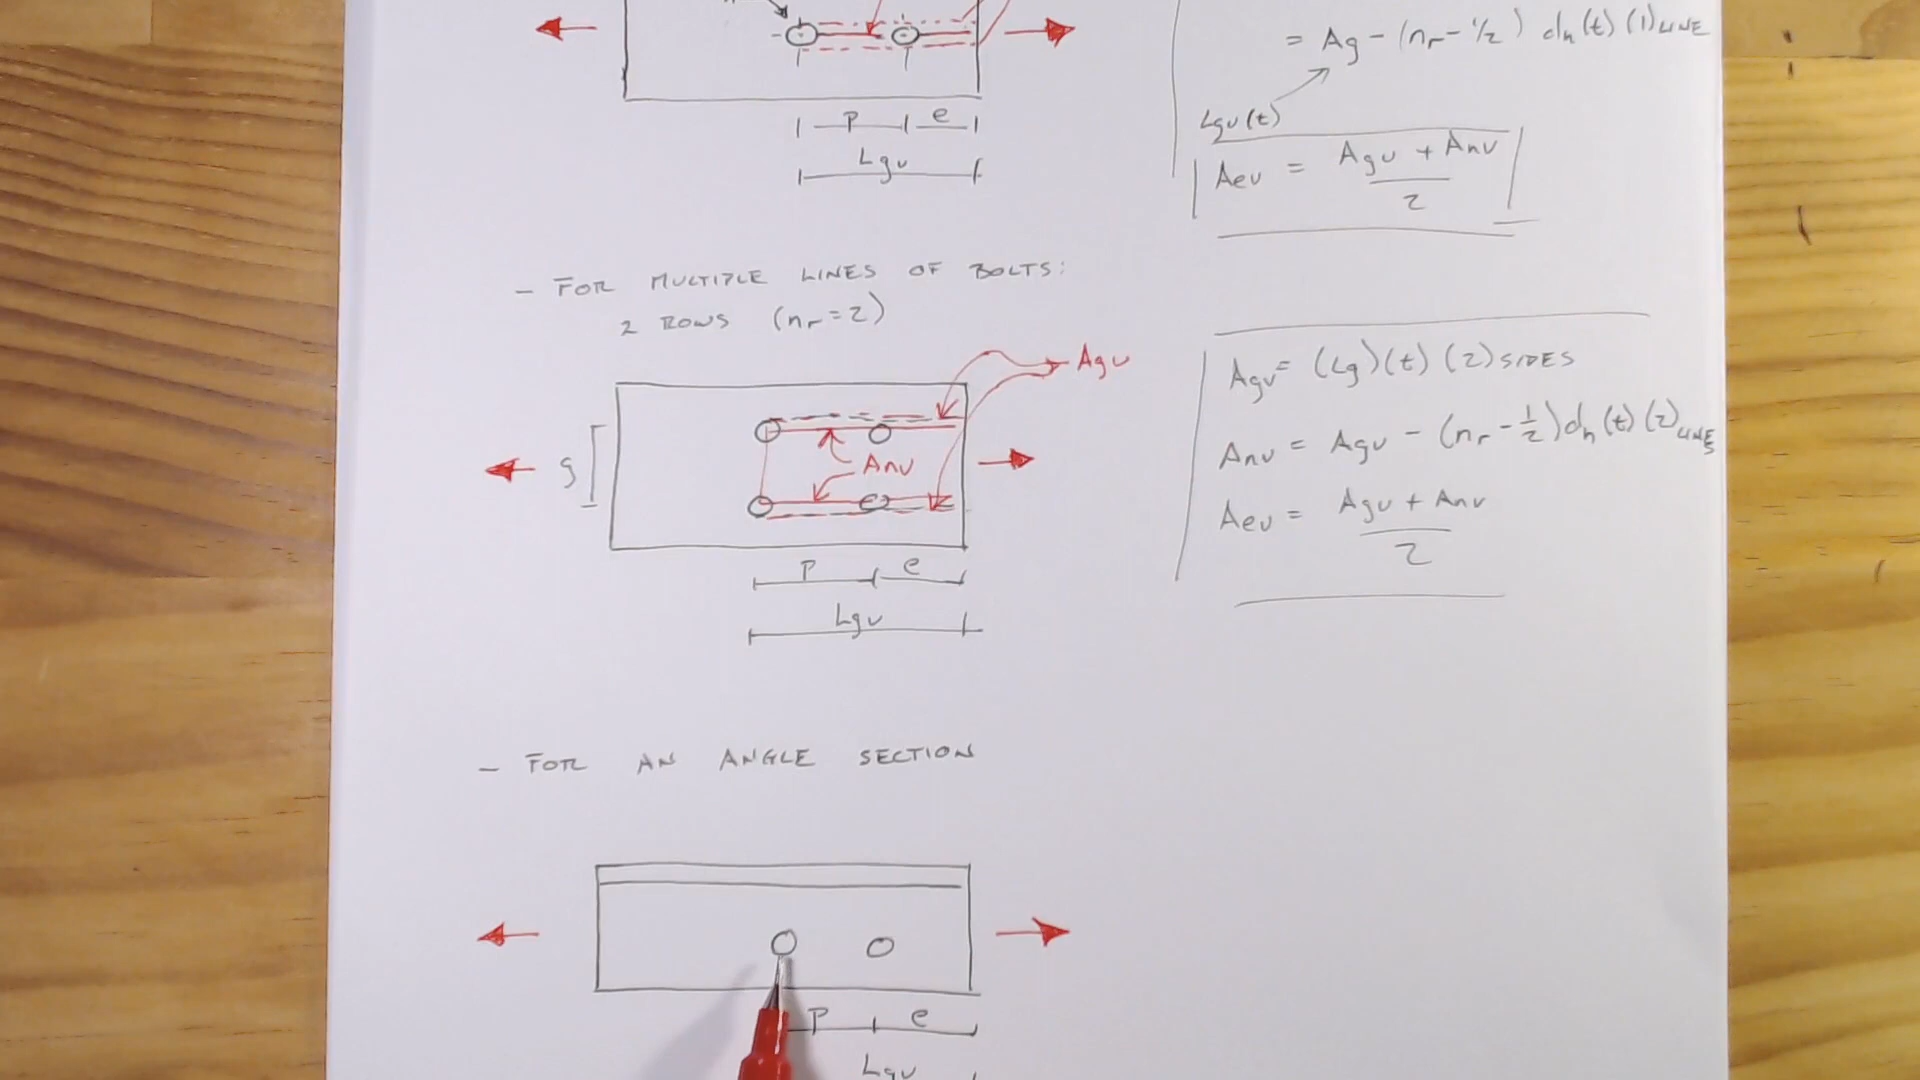 = Ag - (nr - 1/2) dh (t) (1) LINE
Lgv (t)
Aev = Agv + Anv / 2
P e
Lgv
- FOR MULTIPLE LINES OF BOLTS:
2 ROWS (nr = 2)
Agv
g
Anv
P e
Lgv
Agv = (Lg)(t)(2) SIDES
Anv = Agv - (nr - 1/2) dh (t) (2) LINE
Aev = Agv + Anv / 2
- FOR AN ANGLE SECTION
P e
Lgv